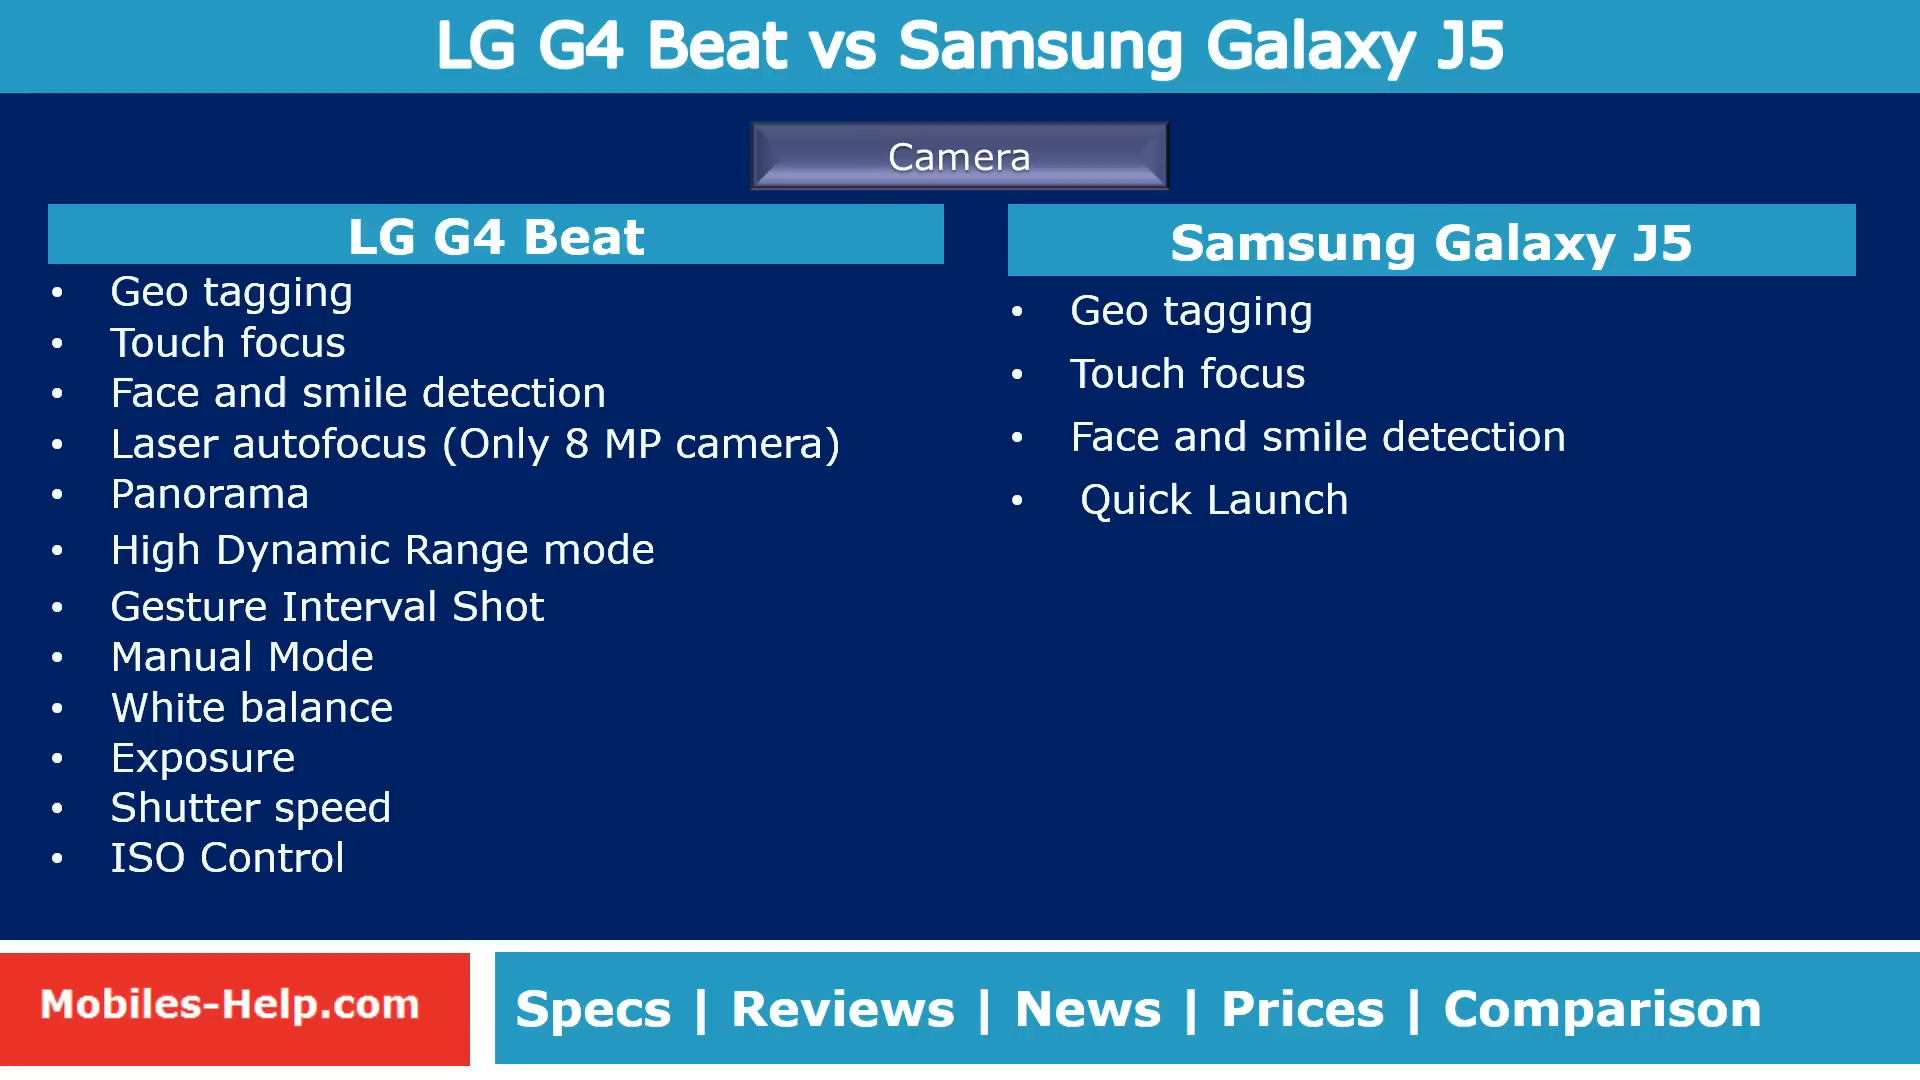 LG G4 Beat vs Samsung Galaxy J5
Camera
LG G4 Beat
• Geo tagging
• Touch focus
• Face and smile detection
• Laser autofocus (Only 8 MP camera)
• Panorama
• High Dynamic Range mode
• Gesture Interval Shot
• Manual Mode
• White balance
• Exposure
• Shutter speed
• ISO Control
Samsung Galaxy J5
• Geo tagging
• Touch focus
• Face and smile detection
• Quick Launch
Mobiles-Help.com
Specs | Reviews | News | Prices | Comparison